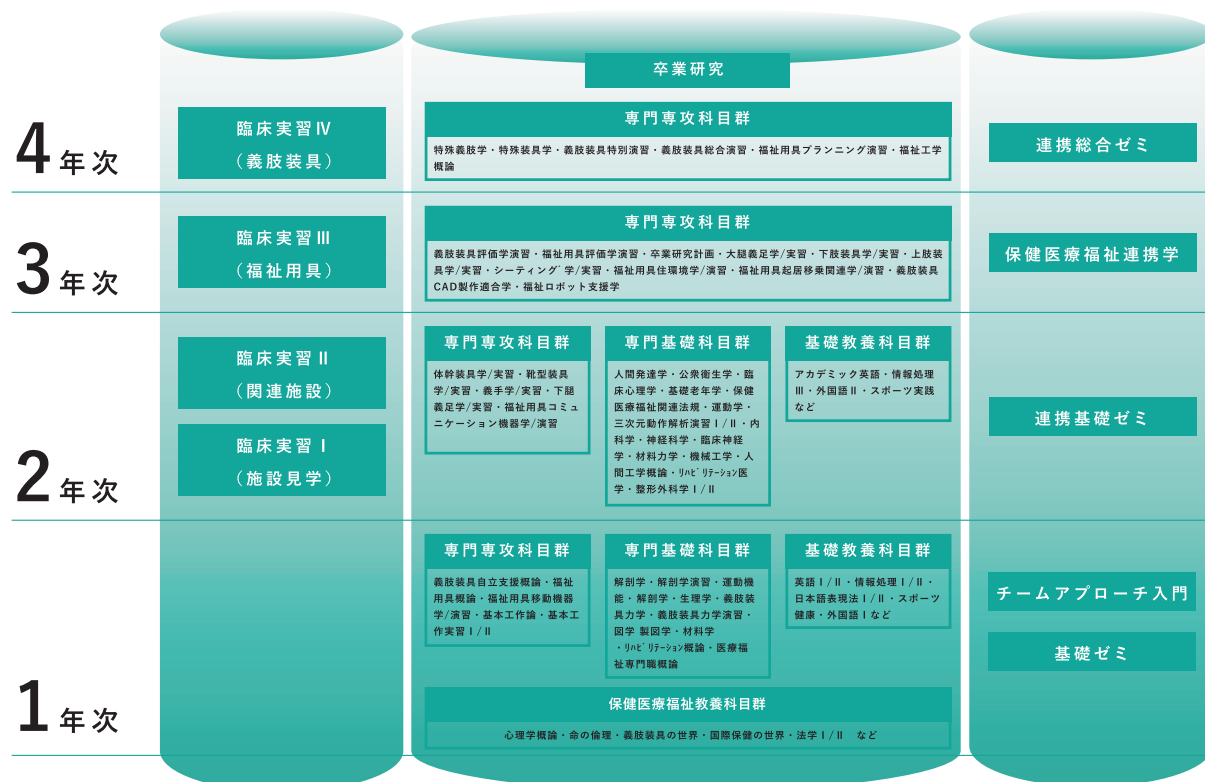 卒業研究
4年次
臨床実習Ⅳ
(義肢装具)
専門専攻科目群
特殊義肢学・特殊装具学・義肢装具特別演習・義肢装具総合演習・福祉用具プランニング演習・福祉工学
概論
連携総合ゼミ
3年次
臨床実習Ⅲ
(福祉用具)
専門専攻科目群
義肢装具評価学演習・福祉用具評価学演習・卒業研究計画・大腿義足学/実習・下肢装具学/実習・上肢装
具学/実習・シーティング学/実習・福祉用具住環境学/演習・福祉用具起居移乗関連学/演習・義肢装具
CAD製作適合学・福祉ロボット支援学
保健医療福祉連携学
2年次
臨床実習Ⅱ
(関連施設)
臨床実習Ⅰ
(施設見学)
専門専攻科目群
体幹装具学/実習・靴型装具
学/実習・義手学/実習・下腿
義足学/実習・福祉用具コミュ
ニケーション機器学/演習
専門基礎科目群
人間発達学・公衆衛生学・臨
床心理学・基礎老年学・保健
医療福祉関連法規・運動学・
三次元動作解析演習Ⅰ/Ⅱ・内
科学・神経科学・臨床神経
学・材料力学・機械工学・人
間工学概論・ﾘﾊﾋﾞﾘﾃｰｼｮﾝ医
学・整形外科学Ⅰ/Ⅱ
基礎教養科目群
アカデミック英語・情報処理
Ⅲ・外国語Ⅱ・スポーツ実践
など
連携基礎ゼミ
1年次
専門専攻科目群
義肢装具自立支援概論・福祉
用具概論・福祉用具移動機器
学/演習・基本工作論・基本工
作実習Ⅰ/Ⅱ
専門基礎科目群
解剖学・解剖学演習・運動機
能・解剖学・生理学・義肢装
具力学・義肢装具力学演習・
図学 製図学・材料学
・ﾘﾊﾋﾞﾘﾃｰｼｮﾝ概論・医療福
祉専門職概論
基礎教養科目群
英語Ⅰ/Ⅱ・情報処理Ⅰ/Ⅱ・
日本語表現法Ⅰ/Ⅱ・スポーツ
健康・外国語Ⅰなど
チームアプローチ入門
基礎ゼミ
保健医療福祉教養科目群
心理学概論・命の倫理・義肢装具の世界・国際保健の世界・法学Ⅰ/Ⅱ など